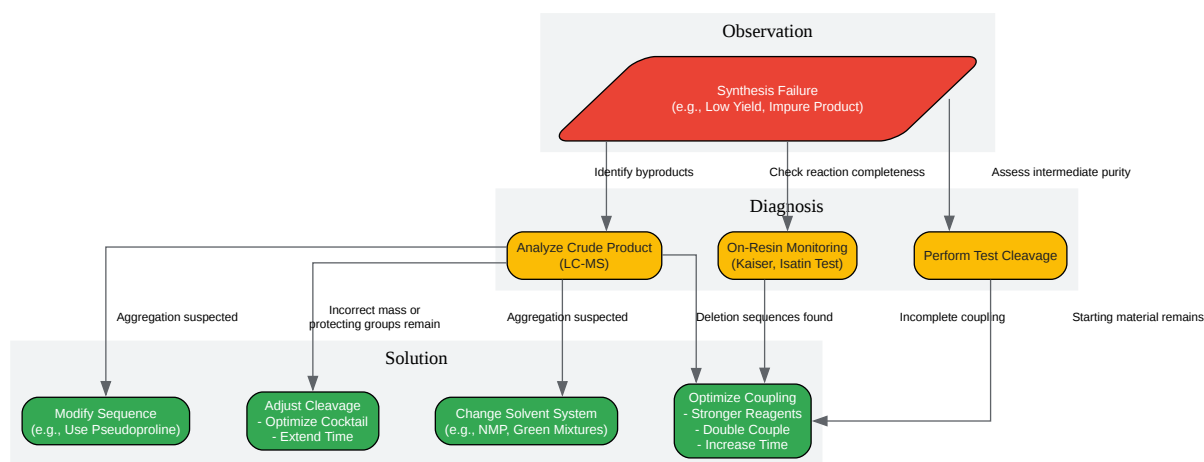 Observation
Synthesis Failure
(e.g., Low Yield, Impure Product)
Identify byproducts
Check reaction completeness
Assess intermediate purity
Diagnosis
Analyze Crude Product
(LC-MS)
On-Resin Monitoring
(Kaiser, Isatin Test)
Perform Test Cleavage
Aggregation suspected
Incorrect mass or
protecting groups remain
Aggregation suspected
Deletion sequences found
Incomplete coupling
Starting material remains
Solution
Modify Sequence
(e.g., Use Pseudoproline)
Adjust Cleavage
- Optimize Cocktail
- Extend Time
Change Solvent System
(e.g., NMP, Green Mixtures)
Optimize Coupling
- Stronger Reagents
- Double Couple
- Increase Time